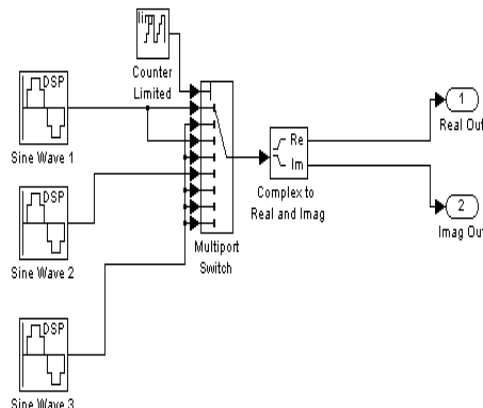 lim
Counter
Limited
DSP
Sine Wave 1
DSP
Sine Wave 2
DSP
Sine Wave 3
Multiport
Switch
Re
Im
Complex to
Real and Imag
1
Real Out
2
Imag Out